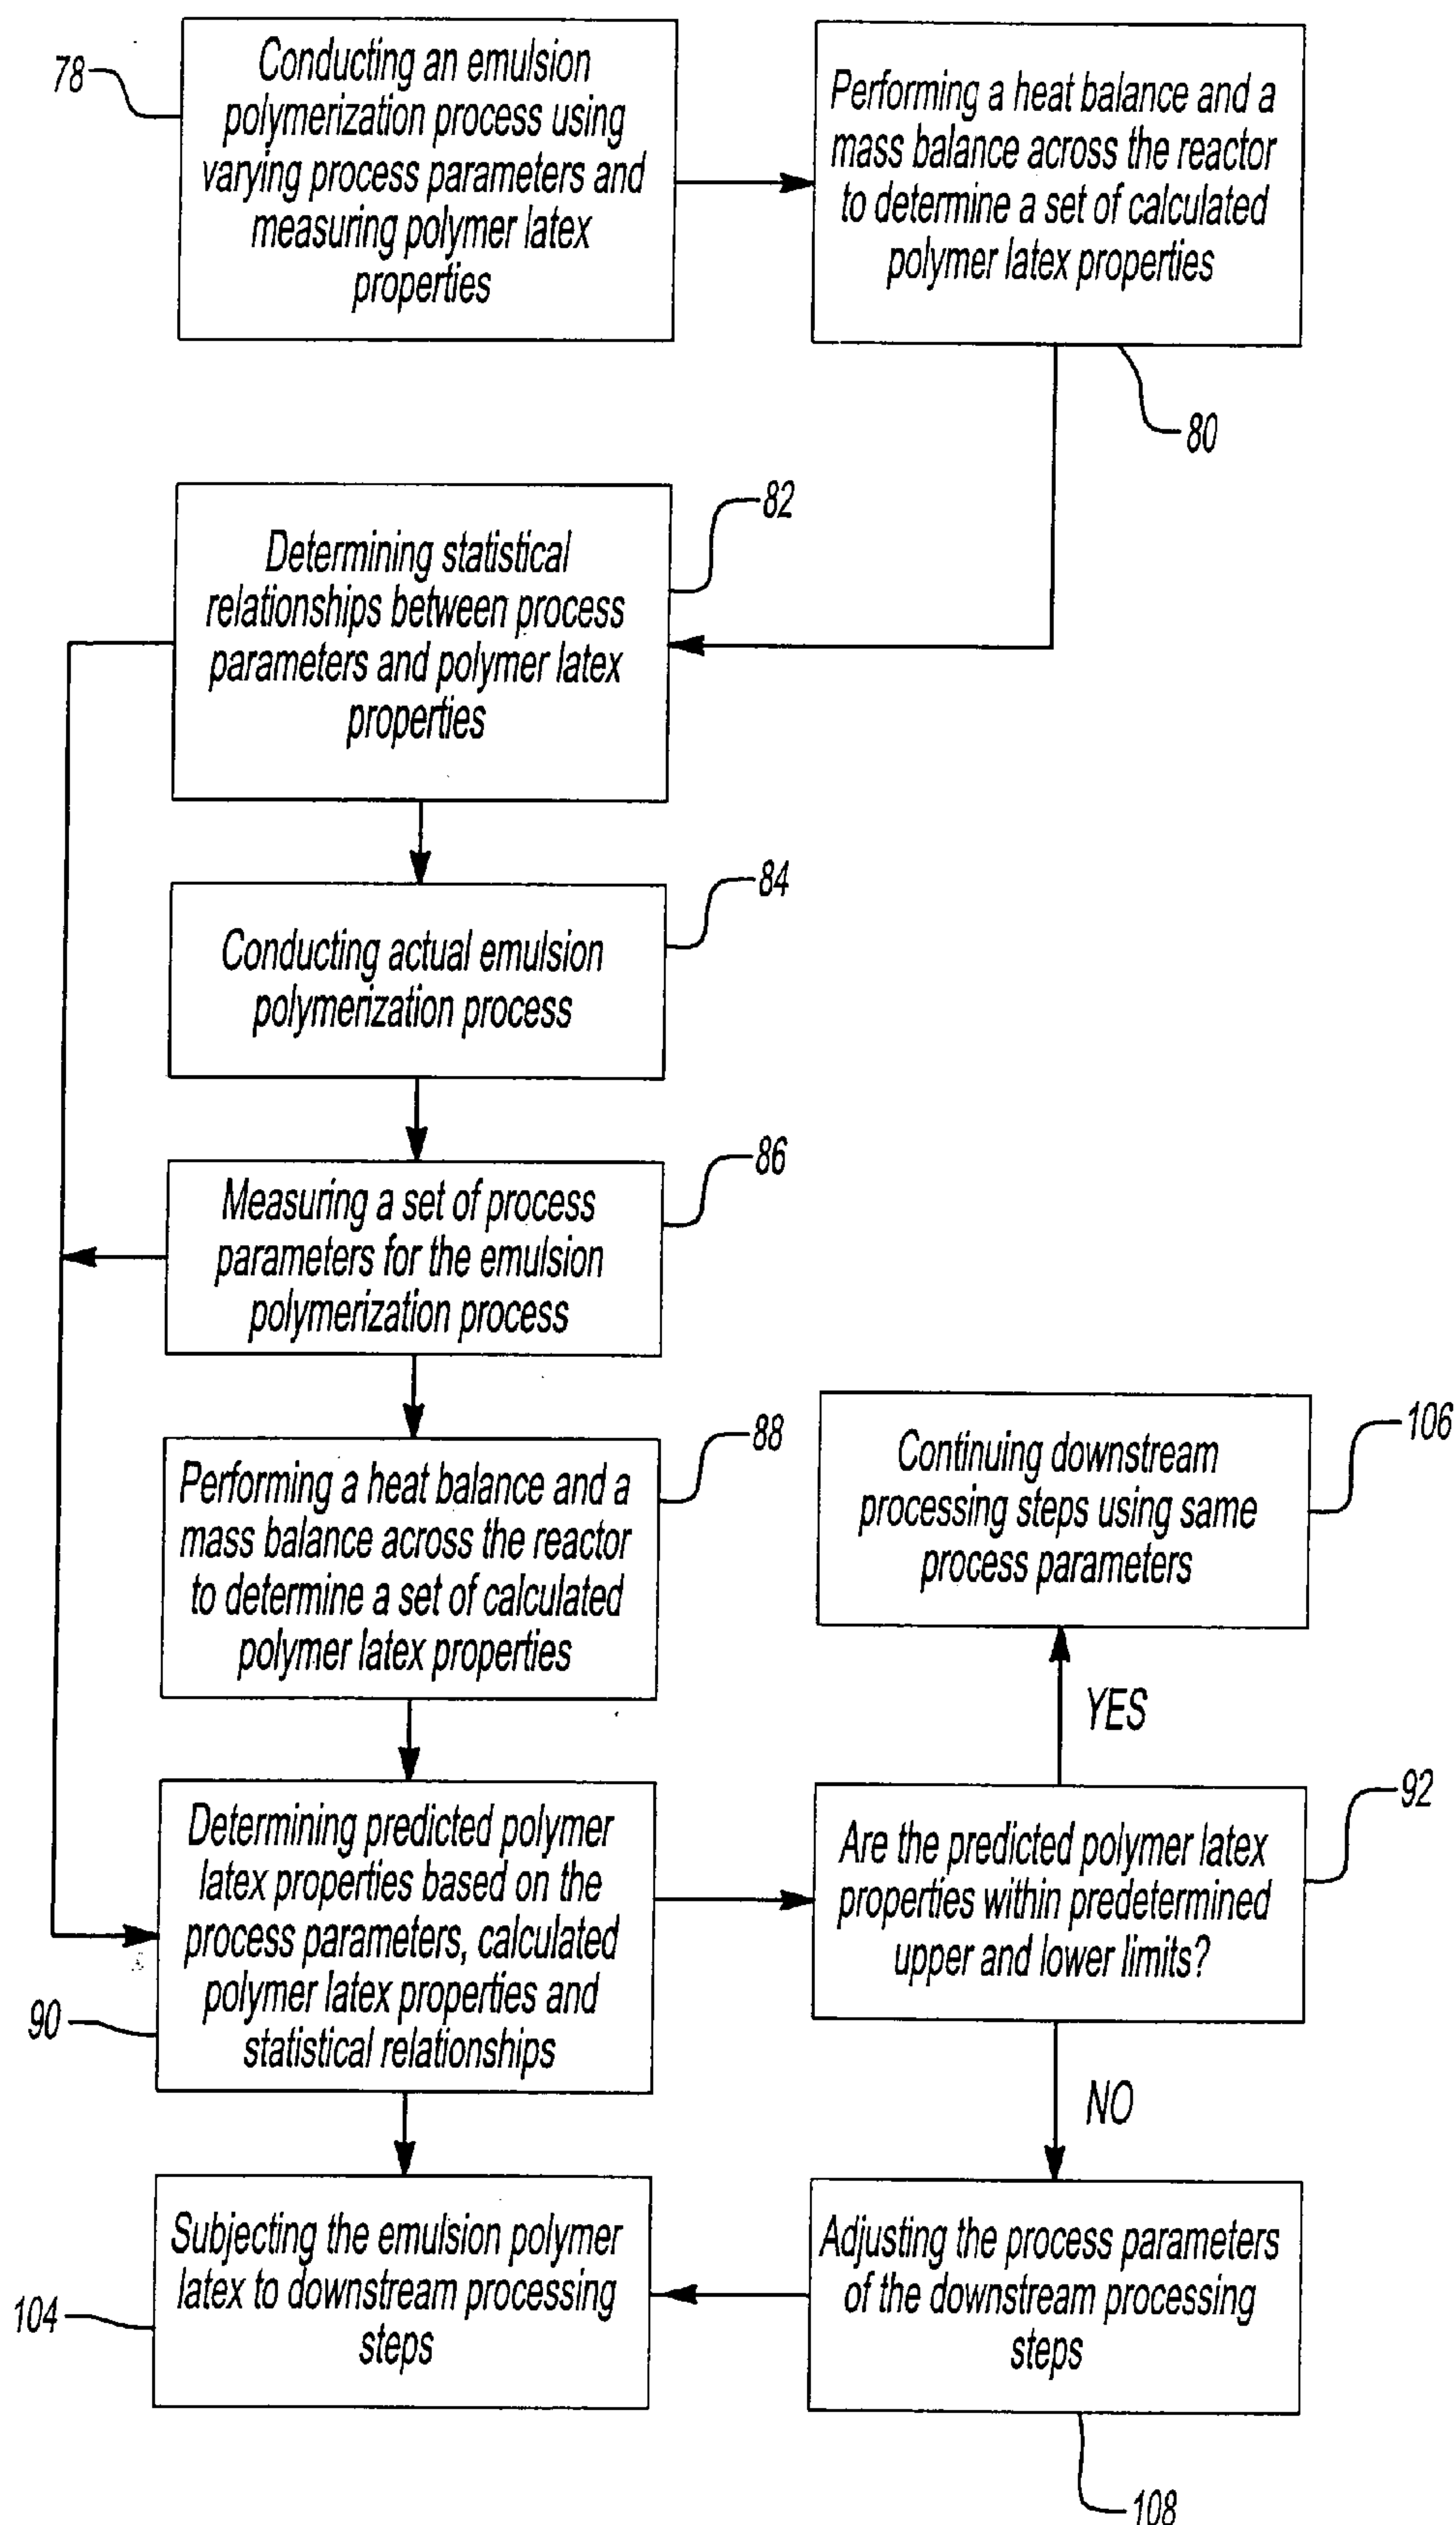 78
Conducting an emulsion
polymerization process using
varying process parameters and
measuring polymer latex
properties
Performing a heat balance and a
mass balance across the reactor
to determine a set of calculated
polymer latex properties
80
82
Determining statistical
relationships between process
parameters and polymer latex
properties
84
Conducting actual emulsion
polymerization process
86
Measuring a set of process
parameters for the emulsion
polymerization process
88
Performing a heat balance and a
mass balance across the reactor
to determine a set of calculated
polymer latex properties
106
Continuing downstream
processing steps using same
process parameters
YES
92
Determining predicted polymer
latex properties based on the
process parameters, calculated
polymer latex properties and
statistical relationships
90
Are the predicted polymer latex
properties within predetermined
upper and lower limits?
NO
Subjecting the emulsion polymer
latex to downstream processing
steps
104
Adjusting the process parameters
of the downstream processing
steps
108